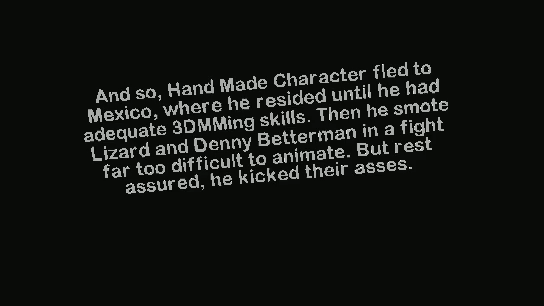 And so, Hand Made Character fled to
Mexico, where he resided until he had
adequate 3DMMing skills. Then he smote
Lizard and Denny Betterman in a fight
far too difficult to animate. But rest
assured, he kicked their asses.